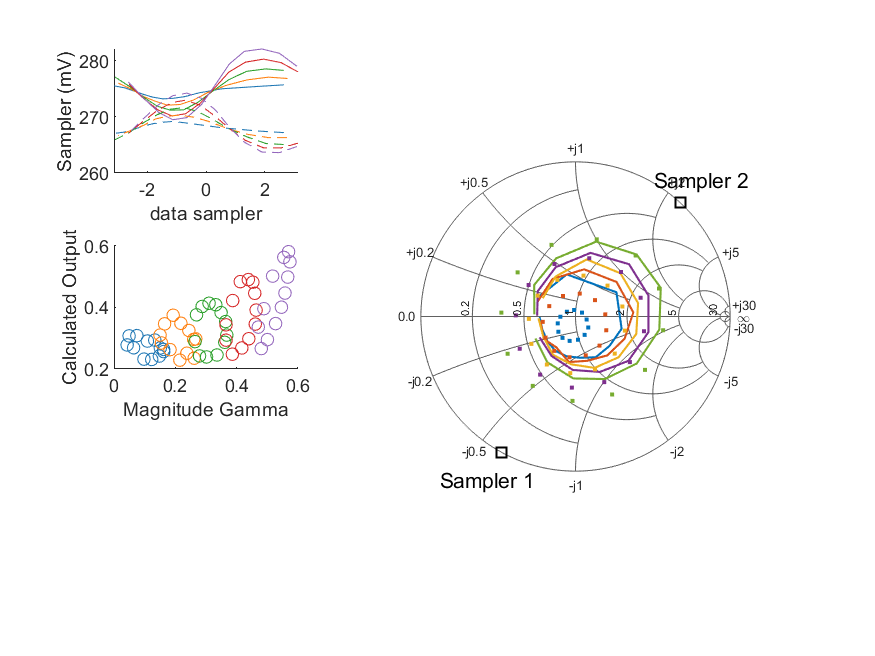 280
270
260
Sampler (mV)
-2
0
2
data sampler
0.6
0.4
0.2
Calculated Output
0
0.2
0.4
0.6
Magnitude Gamma
+j1
+j0.5
Sampler 2
+j0.2
+j5
0.0
0.2
0.5
1
2
5
30
+j30
∞
-j30
-j0.2
-j5
-j0.5
-j2
Sampler 1
-j1